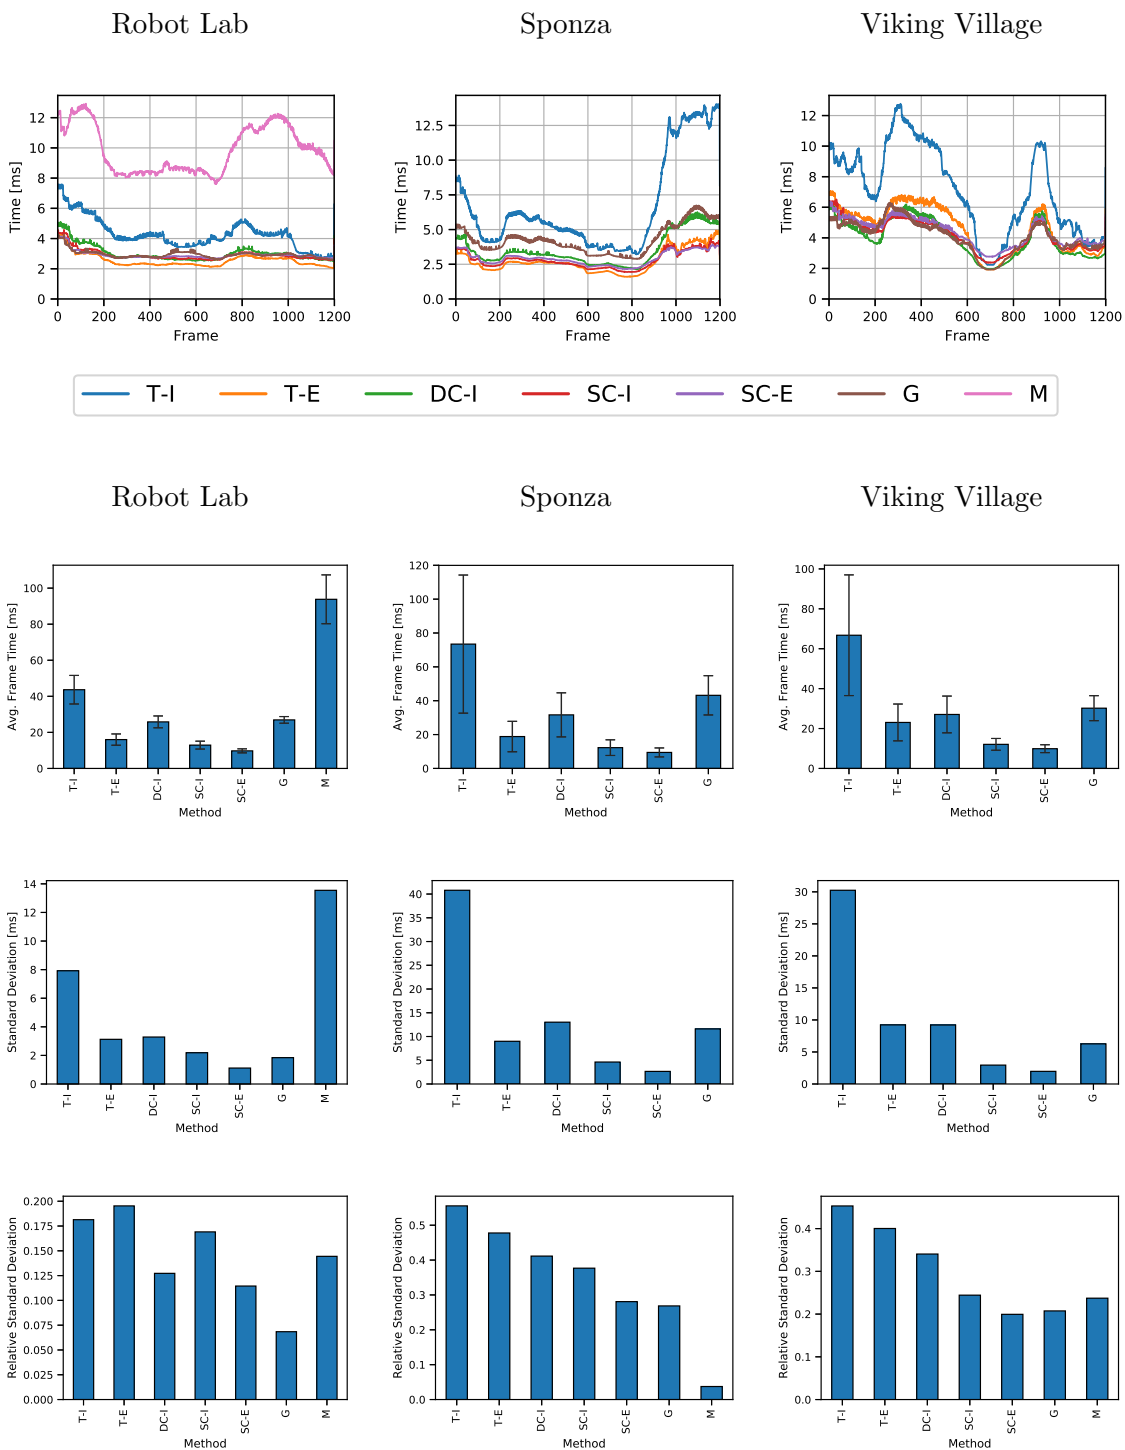 Robot Lab Sponza Viking Village
Time [ms]
12
10
8
6
4
2
0
0 200 400 600 800 1000 1200
Frame
Time [ms]
12.5
10.0
7.5
5.0
2.5
0.0
0 200 400 600 800 1000 1200
Frame
Time [ms]
12
10
8
6
4
2
0
0 200 400 600 800 1000 1200
Frame
T-I T-E DC-I SC-I SC-E G M
Robot Lab Sponza Viking Village
Avg. Frame Time [ms]
100
80
60
40
20
0
T-I T-E DC-I SC-I SC-E G M
Method
Avg. Frame Time [ms]
120
100
80
60
40
20
0
T-I T-E DC-I SC-I SC-E G
Method
Avg. Frame Time [ms]
100
80
60
40
20
0
T-I T-E DC-I SC-I SC-E G
Method
Standard Deviation [ms]
14
12
10
8
6
4
2
0
T-I T-E DC-I SC-I SC-E G M
Method
Standard Deviation [ms]
40
35
30
25
20
15
10
5
0
T-I T-E DC-I SC-I SC-E G
Method
Standard Deviation [ms]
30
25
20
15
10
5
0
T-I T-E DC-I SC-I SC-E G
Method
Relative Standard Deviation
0.200
0.175
0.150
0.125
0.100
0.075
0.050
0.025
0.000
T-I T-E DC-I SC-I SC-E G M
Method
Relative Standard Deviation
0.5
0.4
0.3
0.2
0.1
0.0
T-I T-E DC-I SC-I SC-E G M
Method
Relative Standard Deviation
0.4
0.3
0.2
0.1
0.0
T-I T-E DC-I SC-I SC-E G M
Method